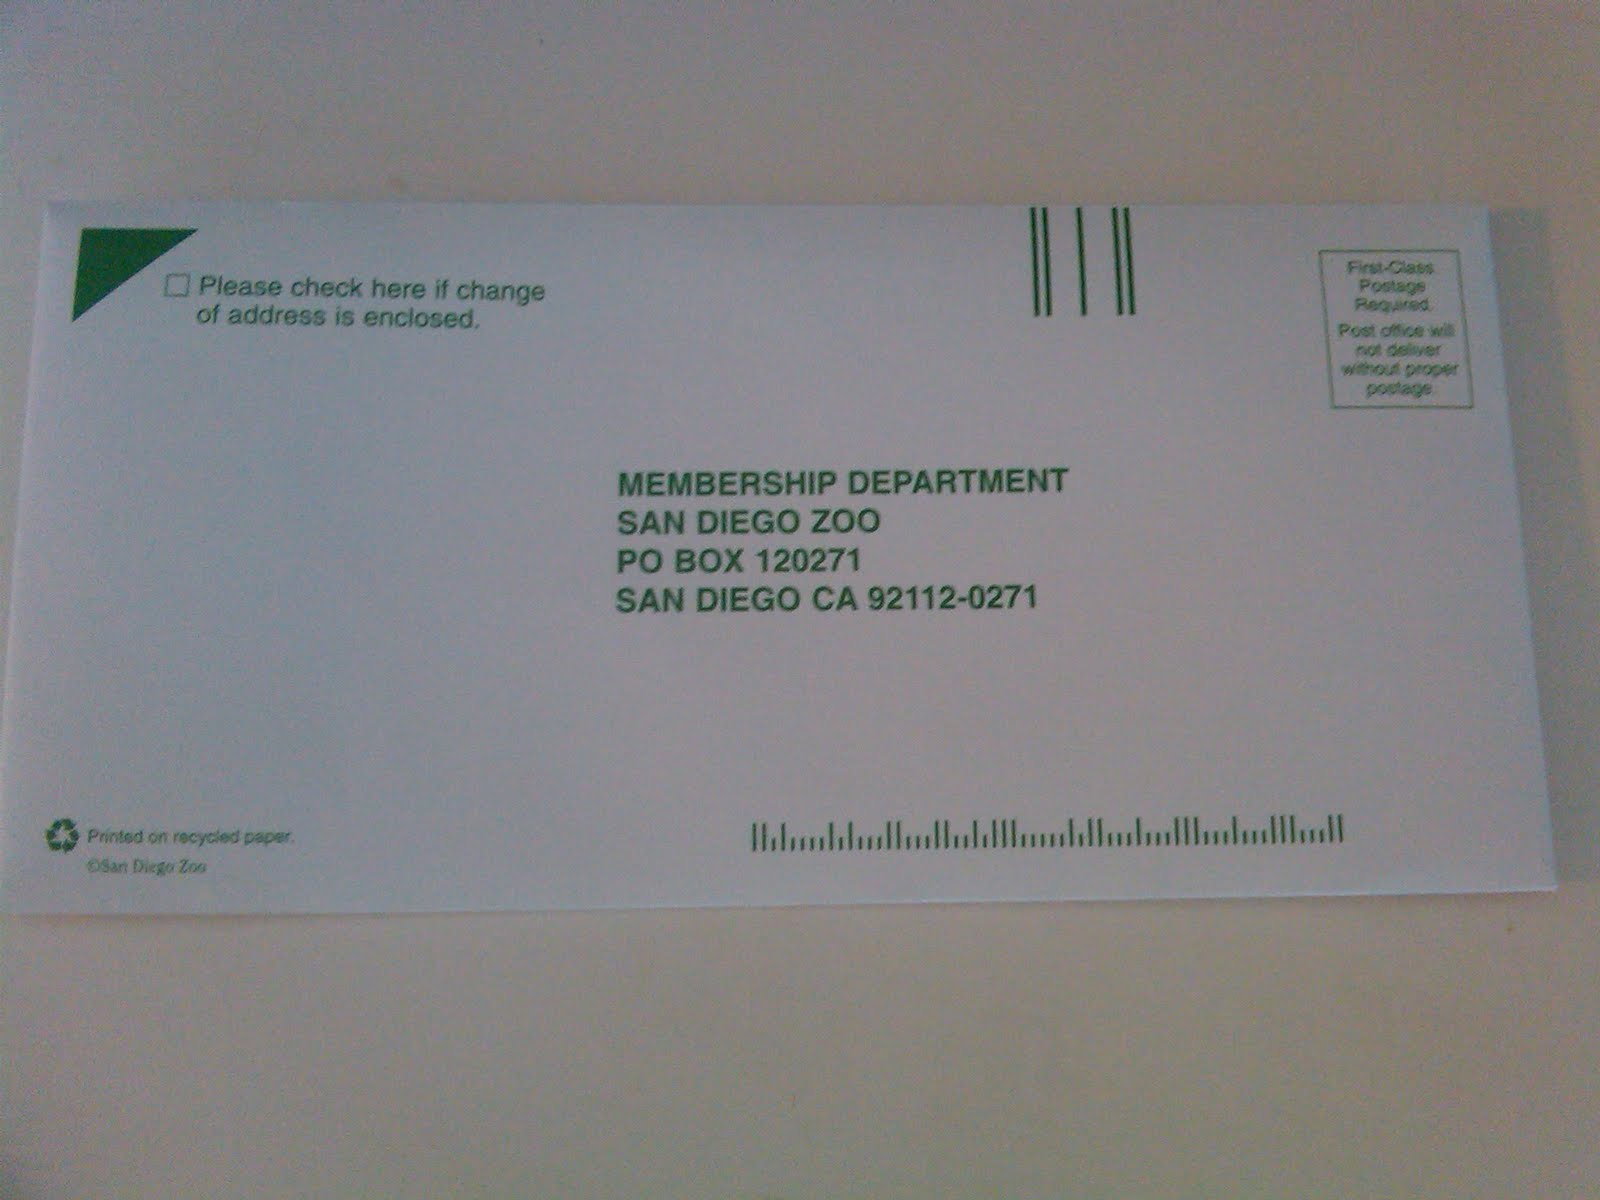 Please check here if change
of address is enclosed.
First-Class
Postage
Required.
Post office will
not deliver
without proper
postage.
MEMBERSHIP DEPARTMENT
SAN DIEGO ZOO
PO BOX 120271
SAN DIEGO CA 92112-0271
Printed on recycled paper.
©San Diego Zoo